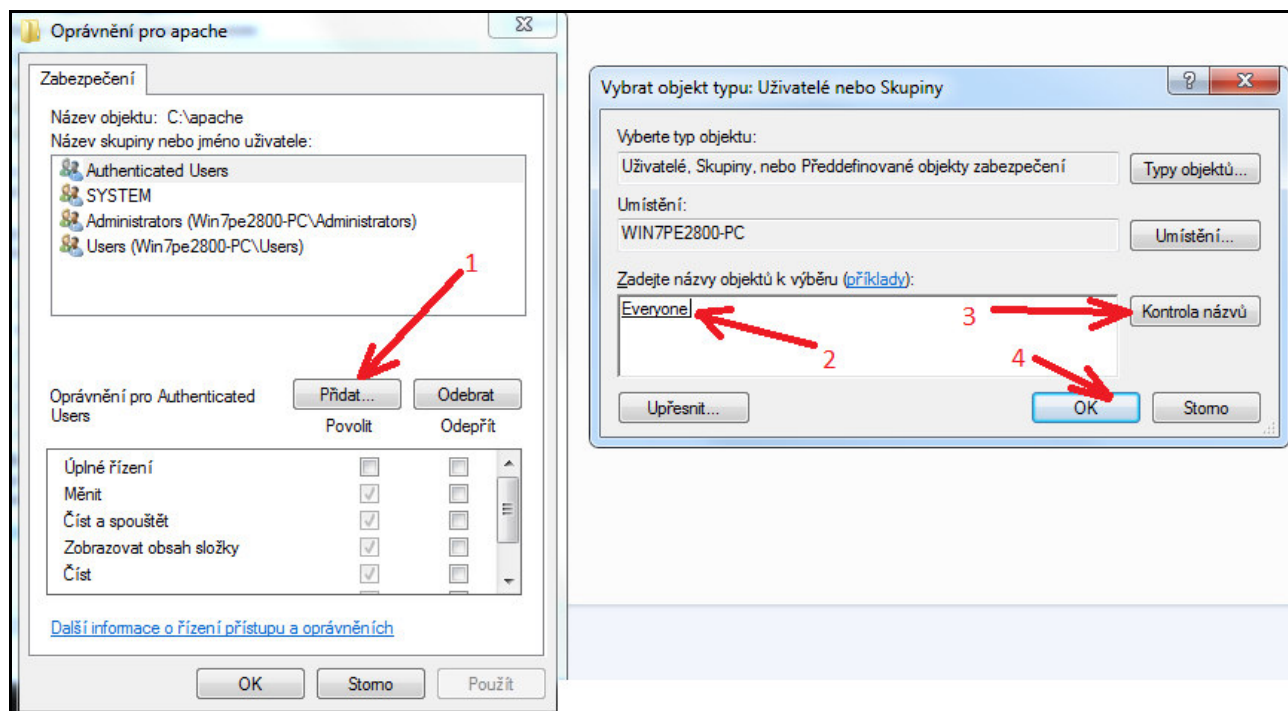 Oprávnění pro apache
Zabezpečení
Název objektu: C:\apache
Název skupiny nebo jméno uživatele:
Authenticated Users
SYSTEM
Administrators (Win7pe2800-PC\Administrators)
Users (Win7pe2800-PC\Users)
1
Oprávnění pro Authenticated Users
Přidat...
Odebrat
Povolit
Odepřít
Úplné řízení
Měnit
Číst a spouštět
Zobrazovat obsah složky
Číst
Další informace o řízení přístupu a oprávněních
OK
Storno
Použít
Vybrat objekt typu: Uživatelé nebo Skupiny
Vyberte typ objektu:
Uživatelé, Skupiny, nebo Předdefinované objekty zabezpečení
Typy objektů...
Umístění:
WIN7PE2800-PC
Umístění...
Zadejte názvy objektů k výběru (příklady):
Everyone
2
3
Kontrola názvů
4
Upřesnit...
OK
Storno